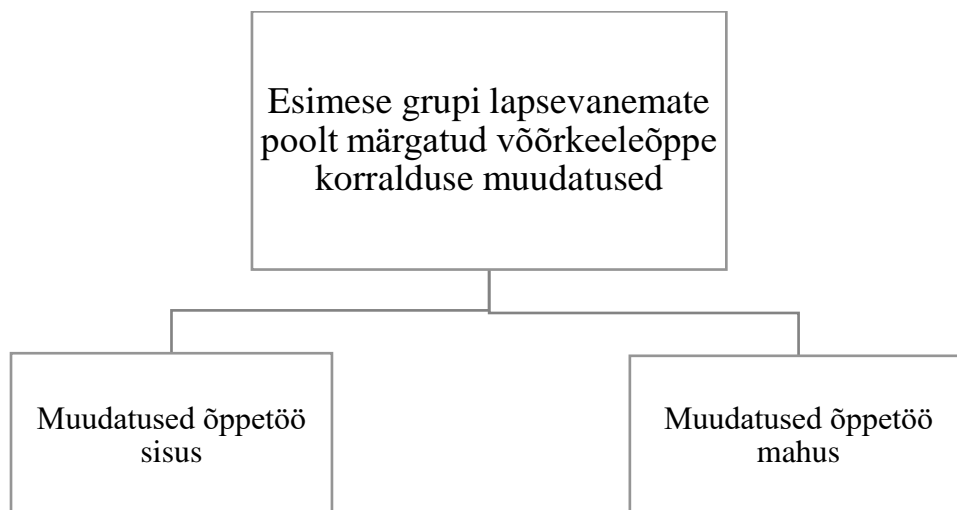 Esimese grupi lapsevanemate
poolt märgatud võõrkeeleõppe
korralduse muudatused
Muudatused õppetöö
sisus
Muudatused õppetöö
mahus